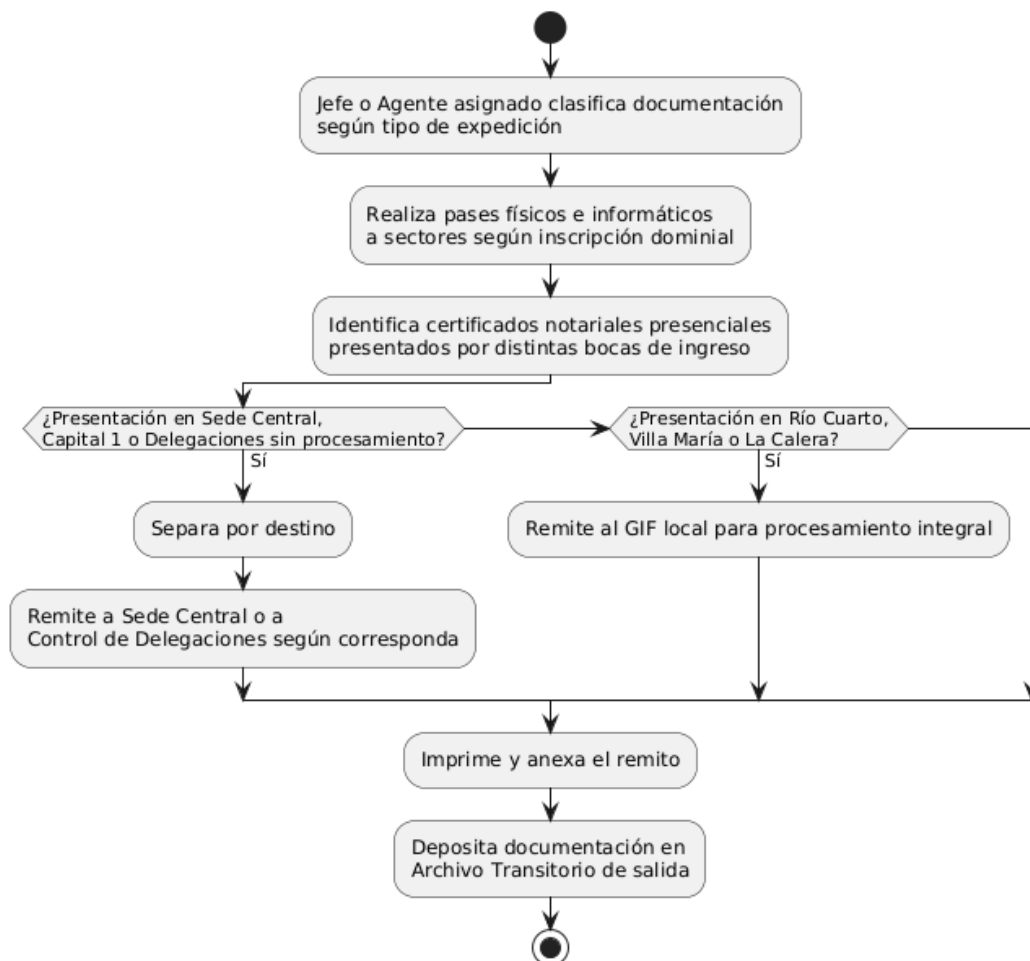 Jefe o Agente asignado clasifica documentación
según tipo de expedición
Realiza pases físicos e informáticos
a sectores según inscripción dominial
Identifica certificados notariales presenciales
presentados por distintas bocas de ingreso
¿Presentación en Sede Central,
Capital 1 o Delegaciones sin procesamiento?
Sí
¿Presentación en Río Cuarto,
Villa María o La Calera?
Sí
Separa por destino
Remite al GIF local para procesamiento integral
Remite a Sede Central o a
Control de Delegaciones según corresponda
Imprime y anexa el remito
Deposita documentación en
Archivo Transitorio de salida